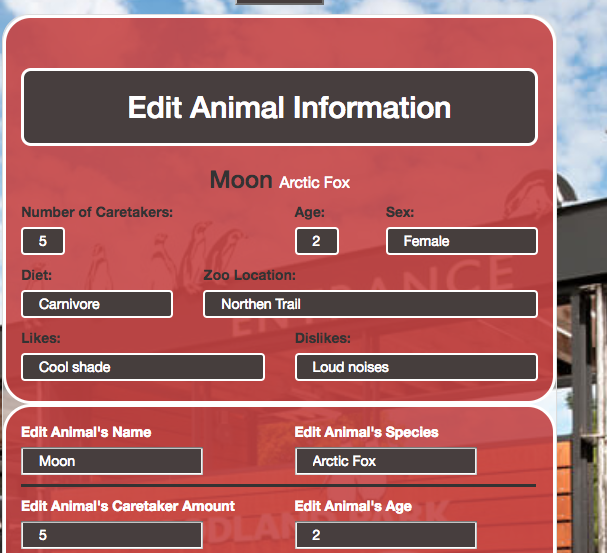 Edit Animal Information
Moon Arctic Fox
Number of Caretakers: Age: Sex:
5 2 Female
Diet: Zoo Location:
Carnivore Northen Trail
ENTRANCE
Likes: Dislikes:
Cool shade Loud noises
Edit Animal's Name Edit Animal's Species
Moon Arctic Fox
Edit Animal's Caretaker Amount Edit Animal's Age
5 2